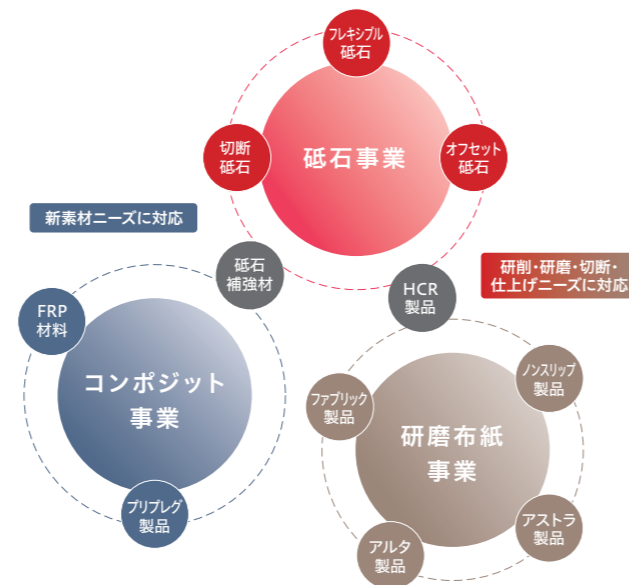 フレキシブル
砥石
切断
砥石
砥石事業
オフセット
砥石
新素材ニーズに対応
砥石
補強材
HCR
製品
研削・研磨・切断・
仕上げニーズに対応
FRP
材料
コンポジット
事業
プリプレグ
製品
ファブリック
製品
ノンスリップ
製品
研磨布紙
事業
アルタ
製品
アストラ
製品